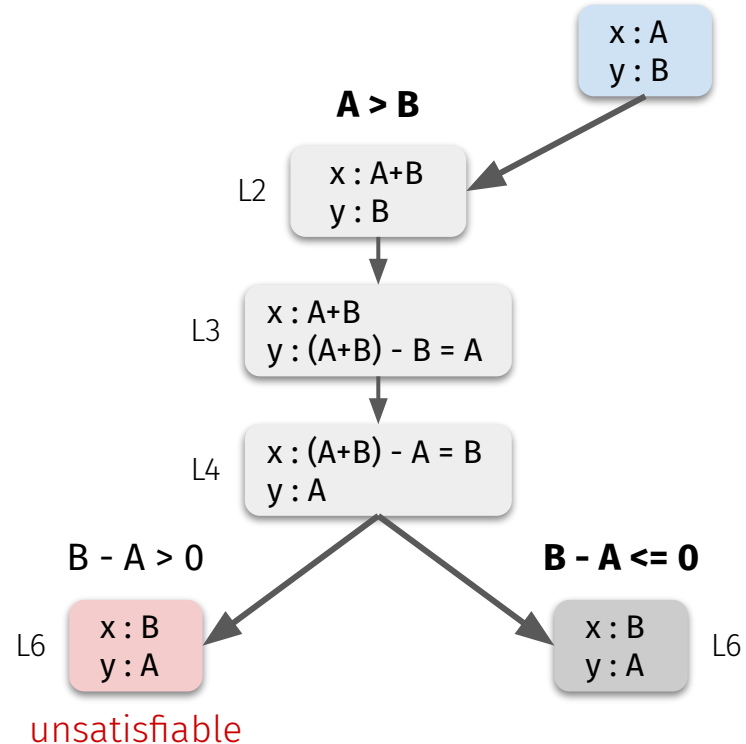 x : A
y : B
A > B
L2
x : A+B
y : B
L3
x : A+B
y : (A+B) - B = A
L4
x : (A+B) - A = B
y : A
B - A > 0
B - A <= 0
L6
x : B
y : A
x : B
y : A
L6
unsatisfiable